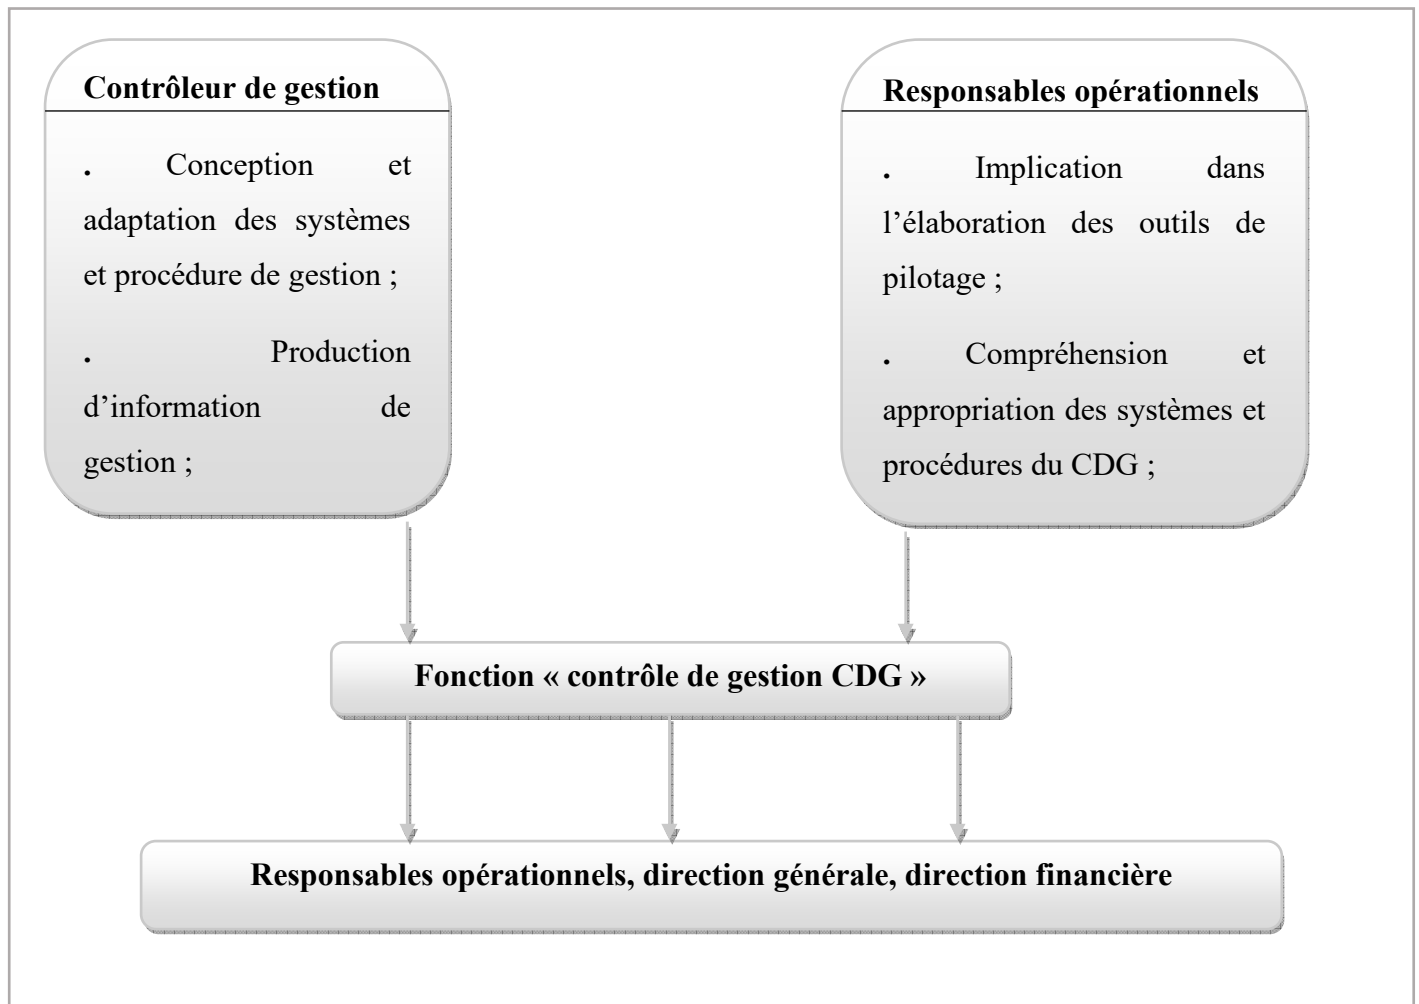 Contrôleur de gestion
. Conception et
adaptation des systèmes
et procédure de gestion ;
. Production
d’information de
gestion ;
Responsables opérationnels
. Implication dans
l’élaboration des outils de
pilotage ;
. Compréhension et
appropriation des systèmes et
procédures du CDG ;
Fonction « contrôle de gestion CDG »
Responsables opérationnels, direction générale, direction financière